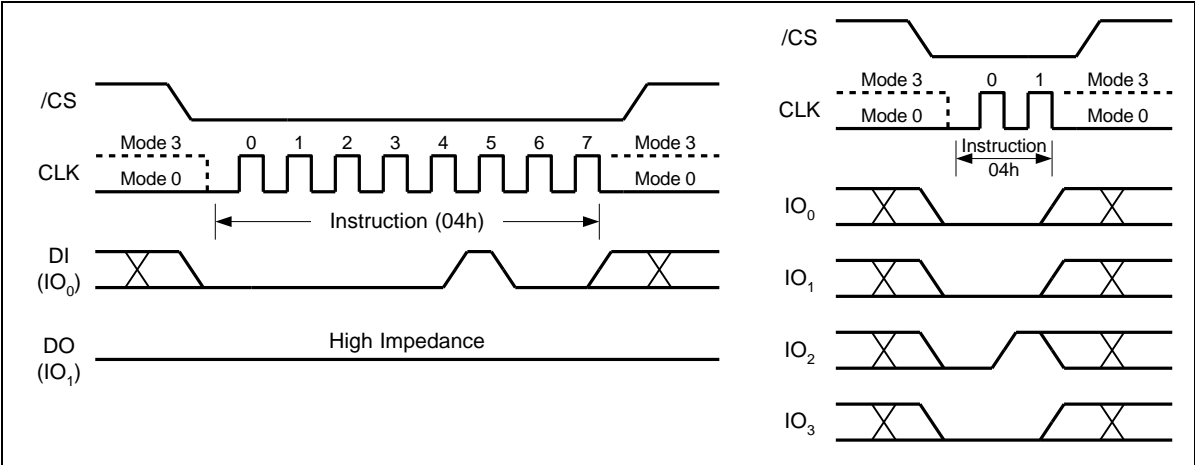 /CS
Mode 3 0 1 2 3 4 5 6 7 Mode 3
CLK
Mode 0 Mode 0
Instruction (04h)
DI
(IO0)
High Impedance
DO
(IO1)
/CS
Mode 3 0 1 Mode 3
CLK
Mode 0 Mode 0
Instruction
04h
IO0
IO1
IO2
IO3